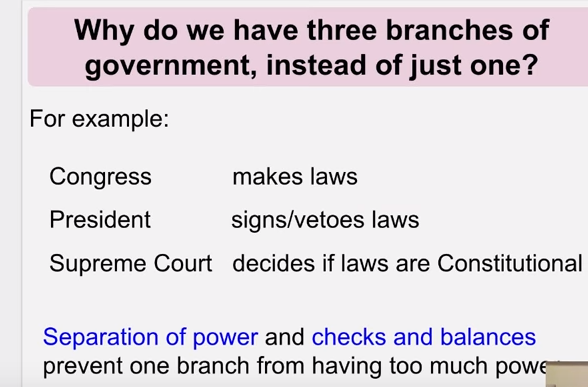 Why do we have three branches of
government, instead of just one?
For example:
Congress makes laws
President signs/vetoes laws
Supreme Court decides if laws are Constitutional
Separation of power and checks and balances
prevent one branch from having too much